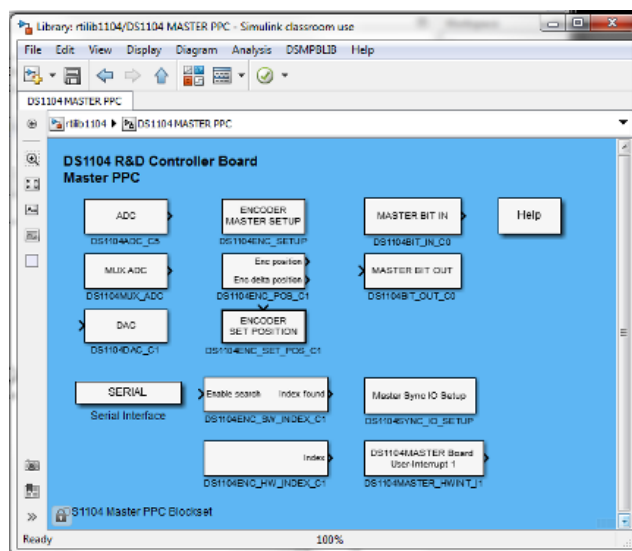 Library: rtilib1104/DS1104 MASTER PPC - Simulink classroom use
File Edit View Display Diagram Analysis DSMPBLIB Help
DS1104 MASTER PPC
rtilib1104 DS1104 MASTER PPC
DS1104 R&D Controller Board
Master PPC
ADC
DS1104ADC_C5
ENCODER
MASTER SETUP
DS1104ENC_SETUP
MASTER BIT IN
DS1104BIT_IN_C0
Help
MUX ADC
DS1104MUX_ADC
Enc position
Enc delta position
DS1104ENC_POS_C1
MASTER BIT OUT
DS1104BIT_OUT_C0
DAC
DS1104DAC_C1
ENCODER
SET POSITION
DS1104ENC_SET_POS_C1
SERIAL
Serial Interface
Enable search Index found
DS1104ENC_SW_INDEX_C1
Master Sync IO Setup
DS1104SYNC_IO_SETUP
Index
DS1104ENC_HW_INDEX_C1
DS1104MASTER Board
User-Interrupt 1
DS1104MASTER_HWINT_I1
S1104 Master PPC Blockset
Ready 100%